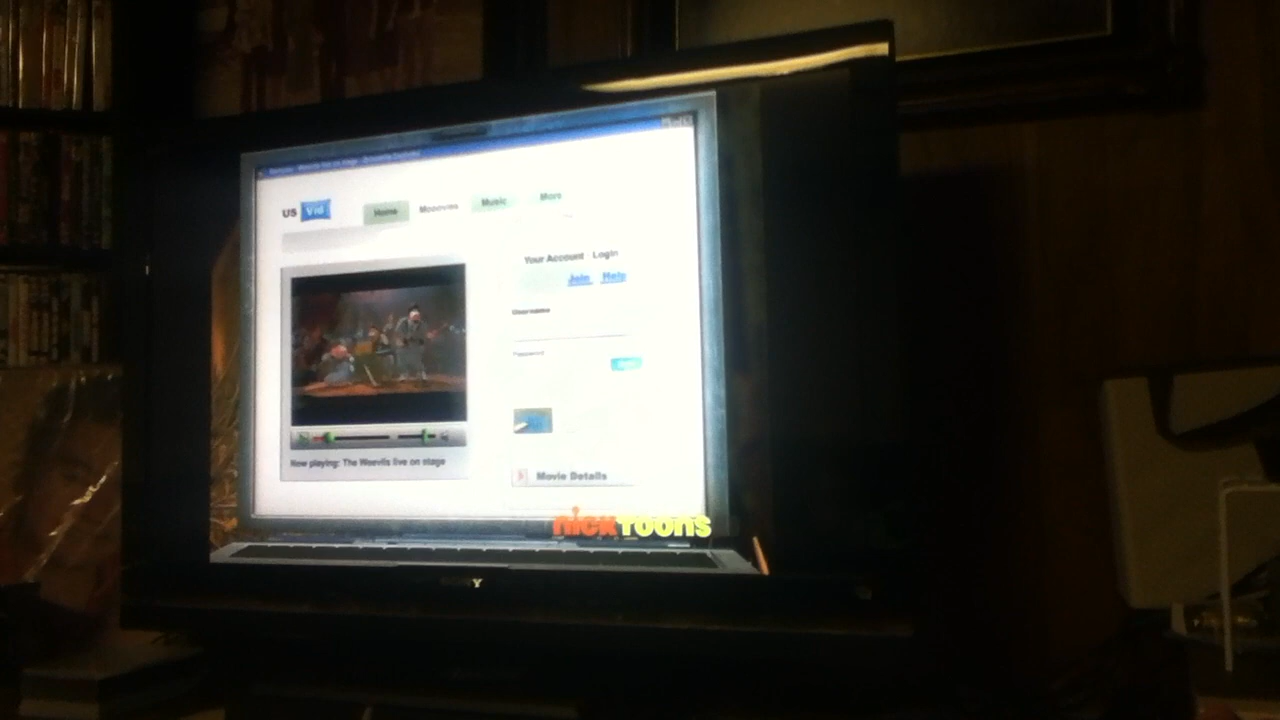 US Vid
Home Mooovies Music More
Your Account - Login
Join Help
Username
Password
Now playing: The Weevils live on stage
Movie Details
nickTOONS